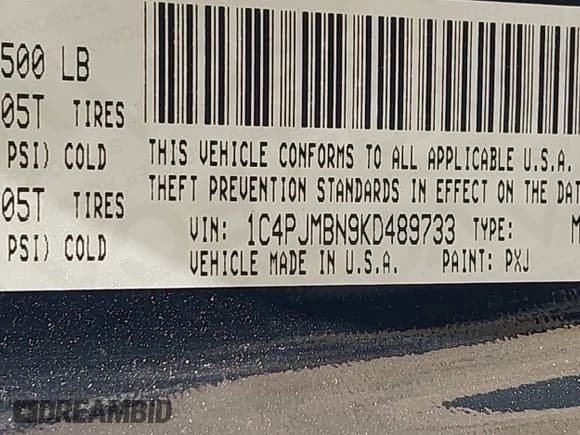 500 LB
05T TIRES
PSI) COLD
05T TIRES
PSI) COLD
THIS VEHICLE CONFORMS TO ALL APPLICABLE U.S.A.
THEFT PREVENTION STANDARDS IN EFFECT ON THE DAT
VIN: 1C4PJMBN9KD489733 TYPE: M
VEHICLE MADE IN U.S.A. PAINT: PXJ
DREAMBID